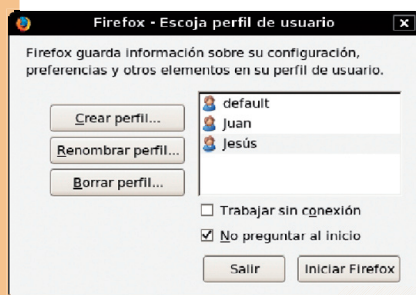 Firefox - Escoja perfil de usuario
Firefox guarda información sobre su configuración,
preferencias y otros elementos en su perfil de usuario.
Crear perfil...
Renombrar perfil...
Borrar perfil...
default
Juan
Jesús
Trabajar sin conexión
No preguntar al inicio
Salir
Iniciar Firefox